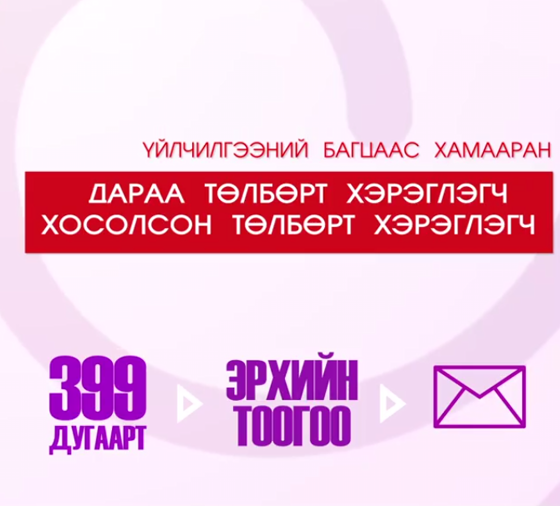 ҮЙЛЧИЛГЭЭНИЙ БАГЦААС ХАМААРАН
ДАРАА ТӨЛБӨРТ ХЭРЭГЛЭГЧ
ХОСОЛСОН ТӨЛБӨРТ ХЭРЭГЛЭГЧ
399
ДУГААРТ
ЭРХИЙН
ТООГОО